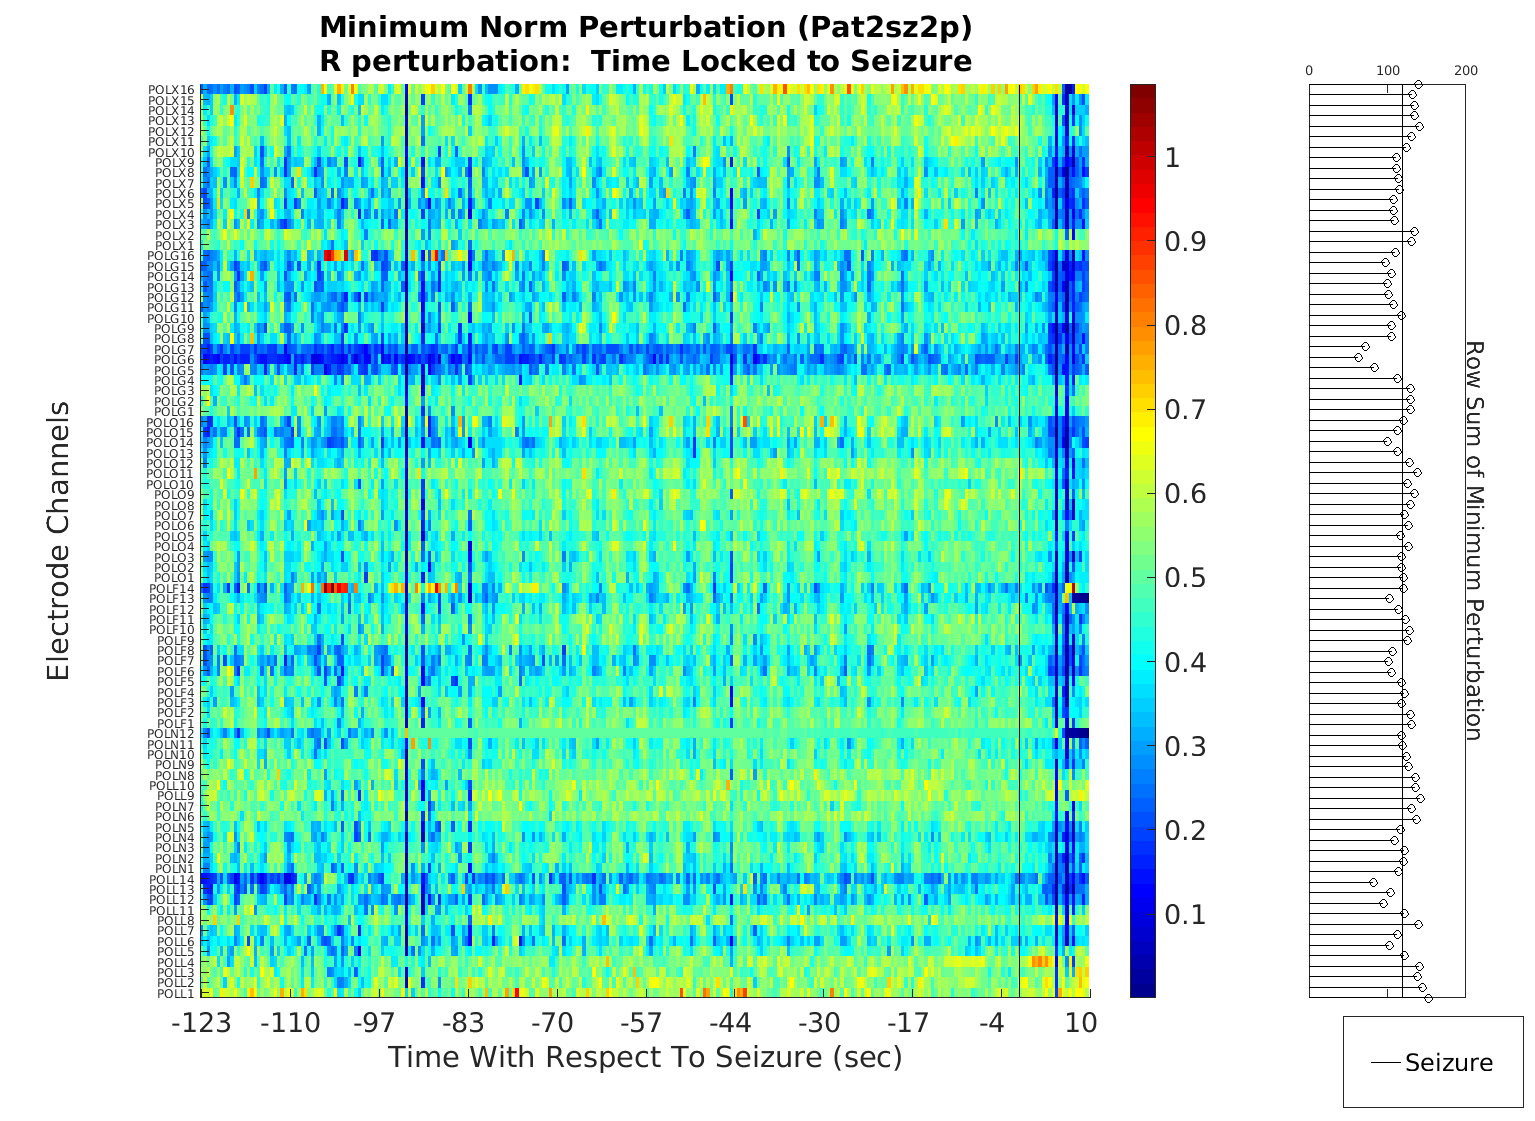 Minimum Norm Perturbation (Pat2sz2p)
R perturbation:  Time Locked to Seizure
Electrode Channels
POLX16
POLX15
POLX14
POLX13
POLX12
POLX11
POLX10
POLX9
POLX8
POLX7
POLX6
POLX5
POLX4
POLX3
POLX2
POLX1
POLG16
POLG15
POLG14
POLG13
POLG12
POLG11
POLG10
POLG9
POLG8
POLG7
POLG6
POLG5
POLG4
POLG3
POLG2
POLG1
POLO16
POLO15
POLO14
POLO13
POLO12
POLO11
POLO10
POLO9
POLO8
POLO7
POLO6
POLO5
POLO4
POLO3
POLO2
POLO1
POLF14
POLF13
POLF12
POLF11
POLF10
POLF9
POLF8
POLF7
POLF6
POLF5
POLF4
POLF3
POLF2
POLF1
POLN12
POLN11
POLN10
POLN9
POLN8
POLL10
POLL9
POLN7
POLN6
POLN5
POLN4
POLN3
POLN2
POLN1
POLL14
POLL13
POLL12
POLL11
POLL8
POLL7
POLL6
POLL5
POLL4
POLL3
POLL2
POLL1
-123 -110 -97 -83 -70 -57 -44 -30 -17 -4 10
Time With Respect To Seizure (sec)
1
0.9
0.8
0.7
0.6
0.5
0.4
0.3
0.2
0.1
0 100 200
Row Sum of Minimum Perturbation
Seizure